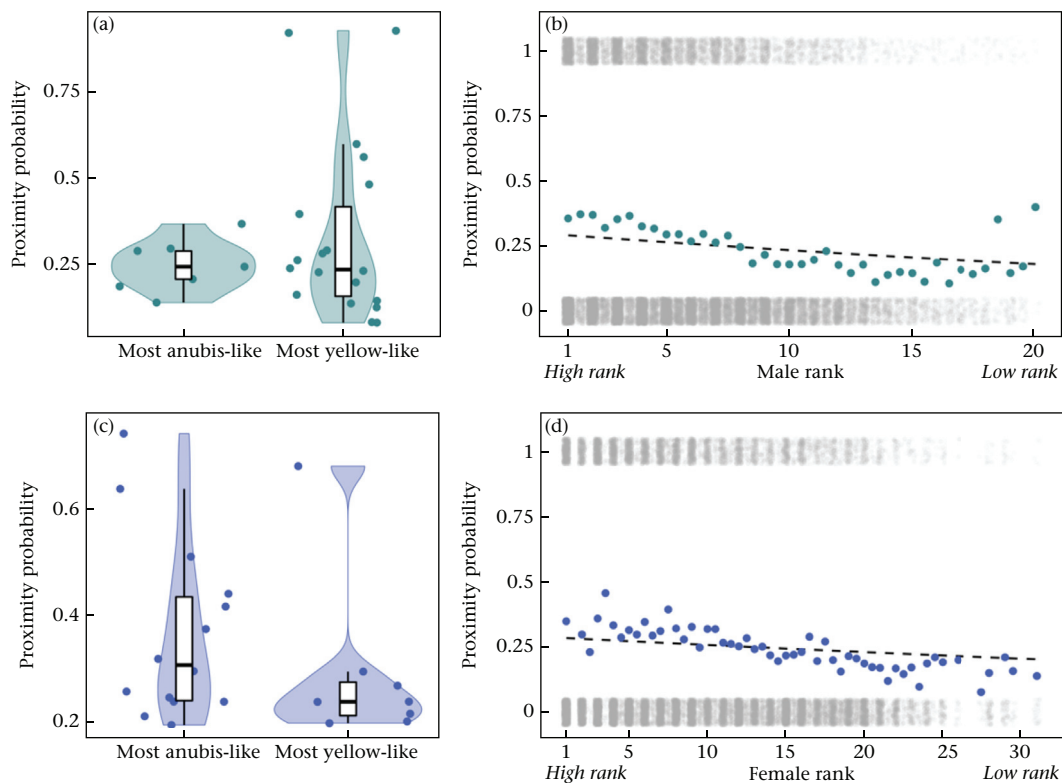 (a)
Proximity probability
0.75
0.5
0.25
Most anubis-like
Most yellow-like
(b)
Proximity probability
1
0.75
0.5
0.25
0
1 5 10 15 20
High rank Male rank Low rank
(c)
Proximity probability
0.6
0.4
0.2
Most anubis-like
Most yellow-like
(d)
Proximity probability
1
0.75
0.5
0.25
0
1 5 10 15 20 25 30
High rank Female rank Low rank